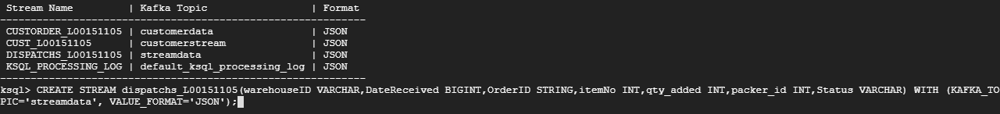 Stream Name         | Kafka Topic                 | Format
------------------------------------------------------------
CUSTORDER_L00151105 | customerdata                | JSON
CUST_L00151105      | customerstream              | JSON
DISPATCHS_L00151105 | streamdata                  | JSON
KSQL_PROCESSING_LOG | default_ksql_processing_log | JSON
------------------------------------------------------------
ksql> CREATE STREAM dispatchs_L00151105(warehouseID VARCHAR,DateReceived BIGINT,OrderID STRING,itemNo INT,qty_added INT,packer_id INT,Status VARCHAR) WITH (KAFKA_TO
PIC='streamdata', VALUE_FORMAT='JSON');